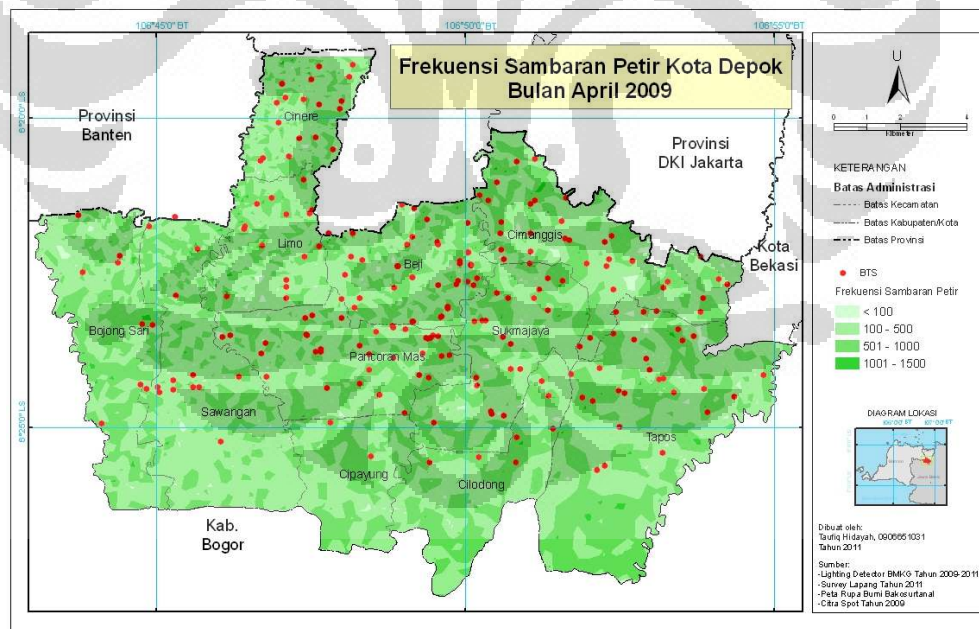 106°45'0" BT
106°50'0" BT
106°55'0" BT
Frekuensi Sambaran Petir Kota Depok
Bulan April 2009
6°20'0" LS
6°25'0" LS
Provinsi
Banten
Provinsi
DKI Jakarta
Kota
Bekasi
Kab.
Bogor
Cinere
Limo
Beji
Cimanggis
Bojong Sari
Sukmajaya
Pancoran Mas
Sawangan
Tapos
Cipayung
Cilodong
U
0 1 2 4
Kilometer
KETERANGAN
Batas Administrasi
Batas Kecamatan
Batas Kabupaten/Kota
Batas Provinsi
BTS
Frekuensi Sambaran Petir
< 100
100 - 500
501 - 1000
1001 - 1500
DIAGRAM LOKASI
Dibuat oleh:
Taufiq Hidayah, 0906651031
Tahun 2011
Sumber:
-Lighting Detector BMKG Tahun 2009-2011
-Survey Lapang Tahun 2011
-Peta Rupa Bumi Bakosurtanal
-Citra Spot Tahun 2009